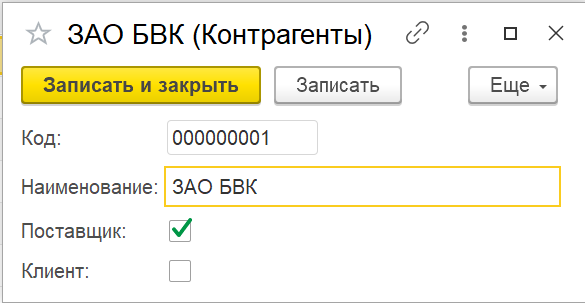 ЗАО БВК (Контрагенты)
Записать и закрыть Записать Еще
Код: 000000001
Наименование: ЗАО БВК
Поставщик:
Клиент: